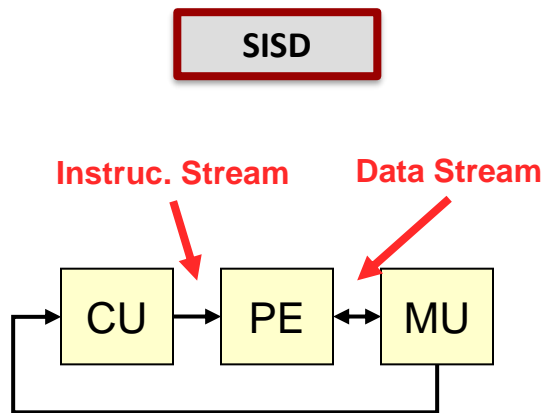 SISD
Instruc. Stream
Data Stream
CU
PE
MU